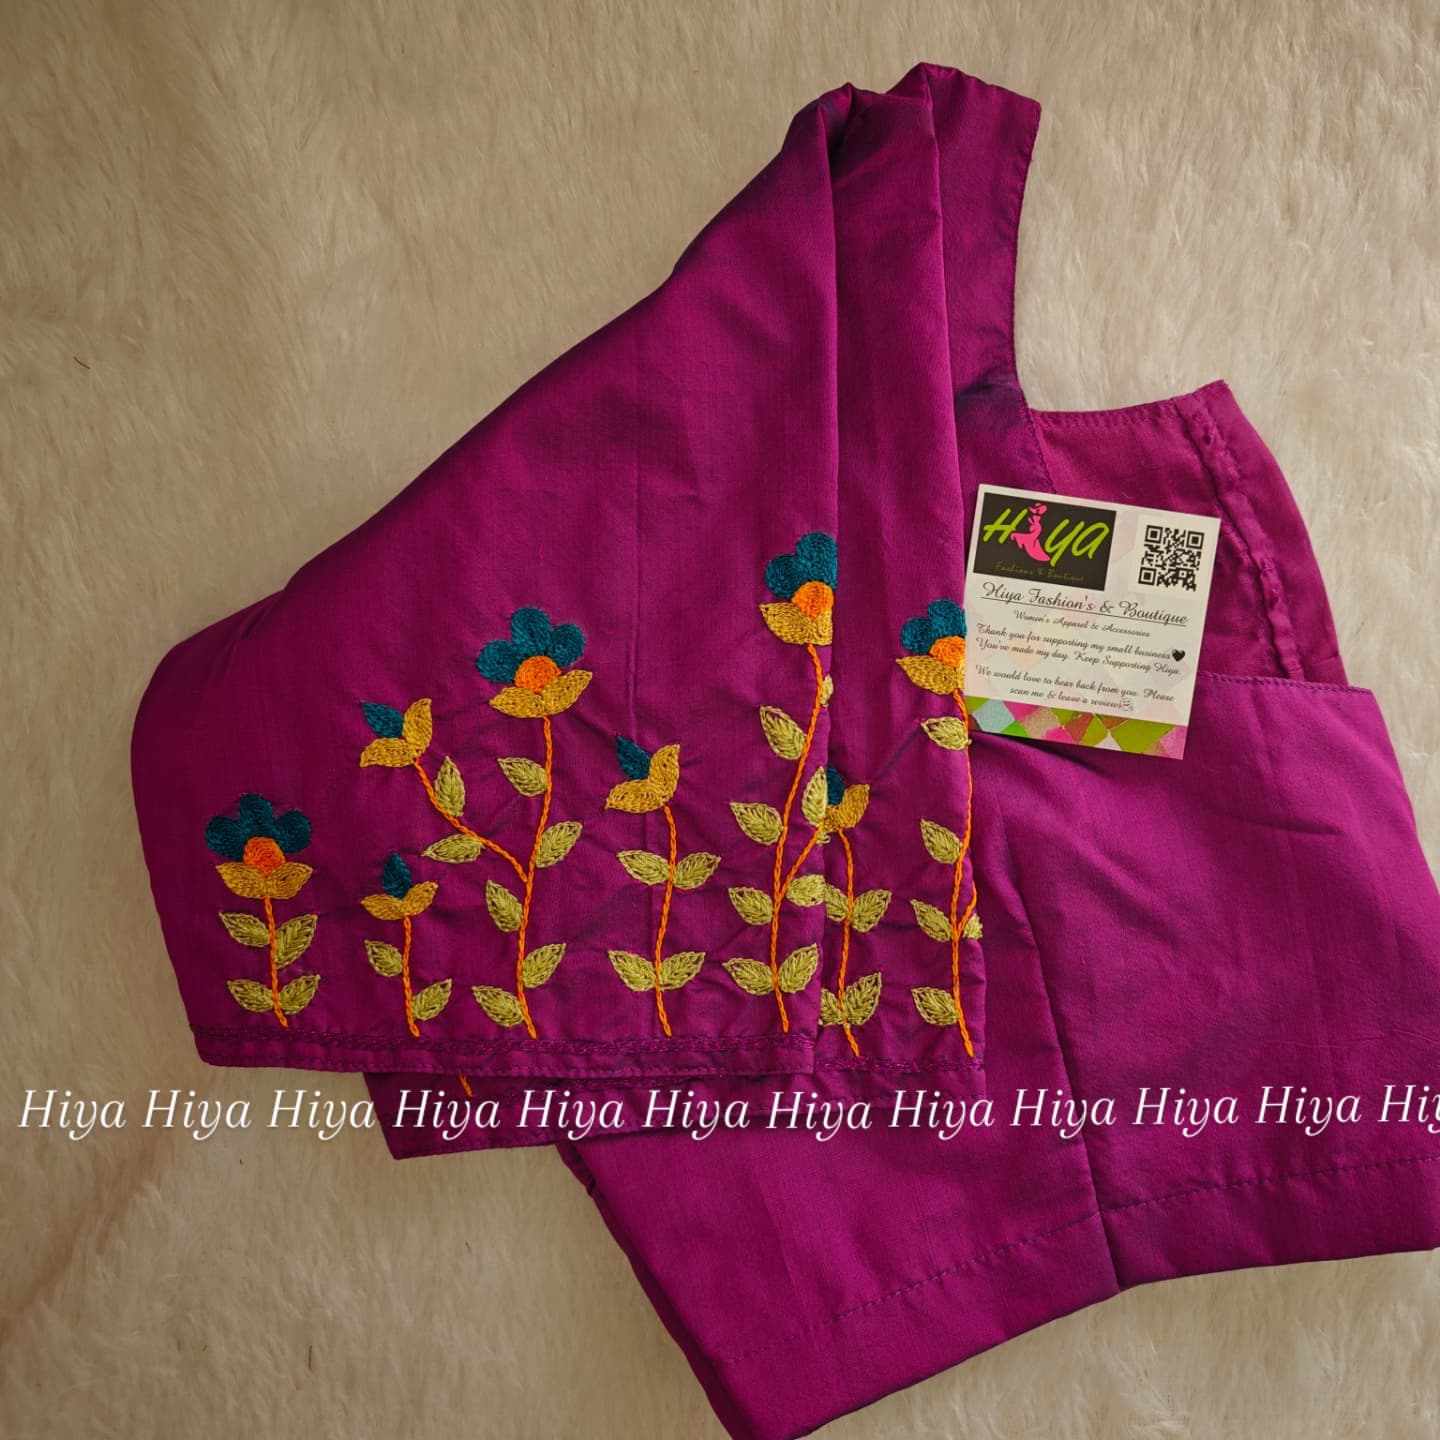 HiYA
Fashions & Boutique
Hiya Fashion's & Boutique
Women's Apparel & Accessories
Thank you for supporting my small business🖤
You've made my day. Keep Supporting Hiya.
We would love to hear back from you. Please
scan me & leave a review
Hiya Hiya Hiya Hiya Hiya Hiya Hiya Hiya Hiya Hiya Hiya Hiy